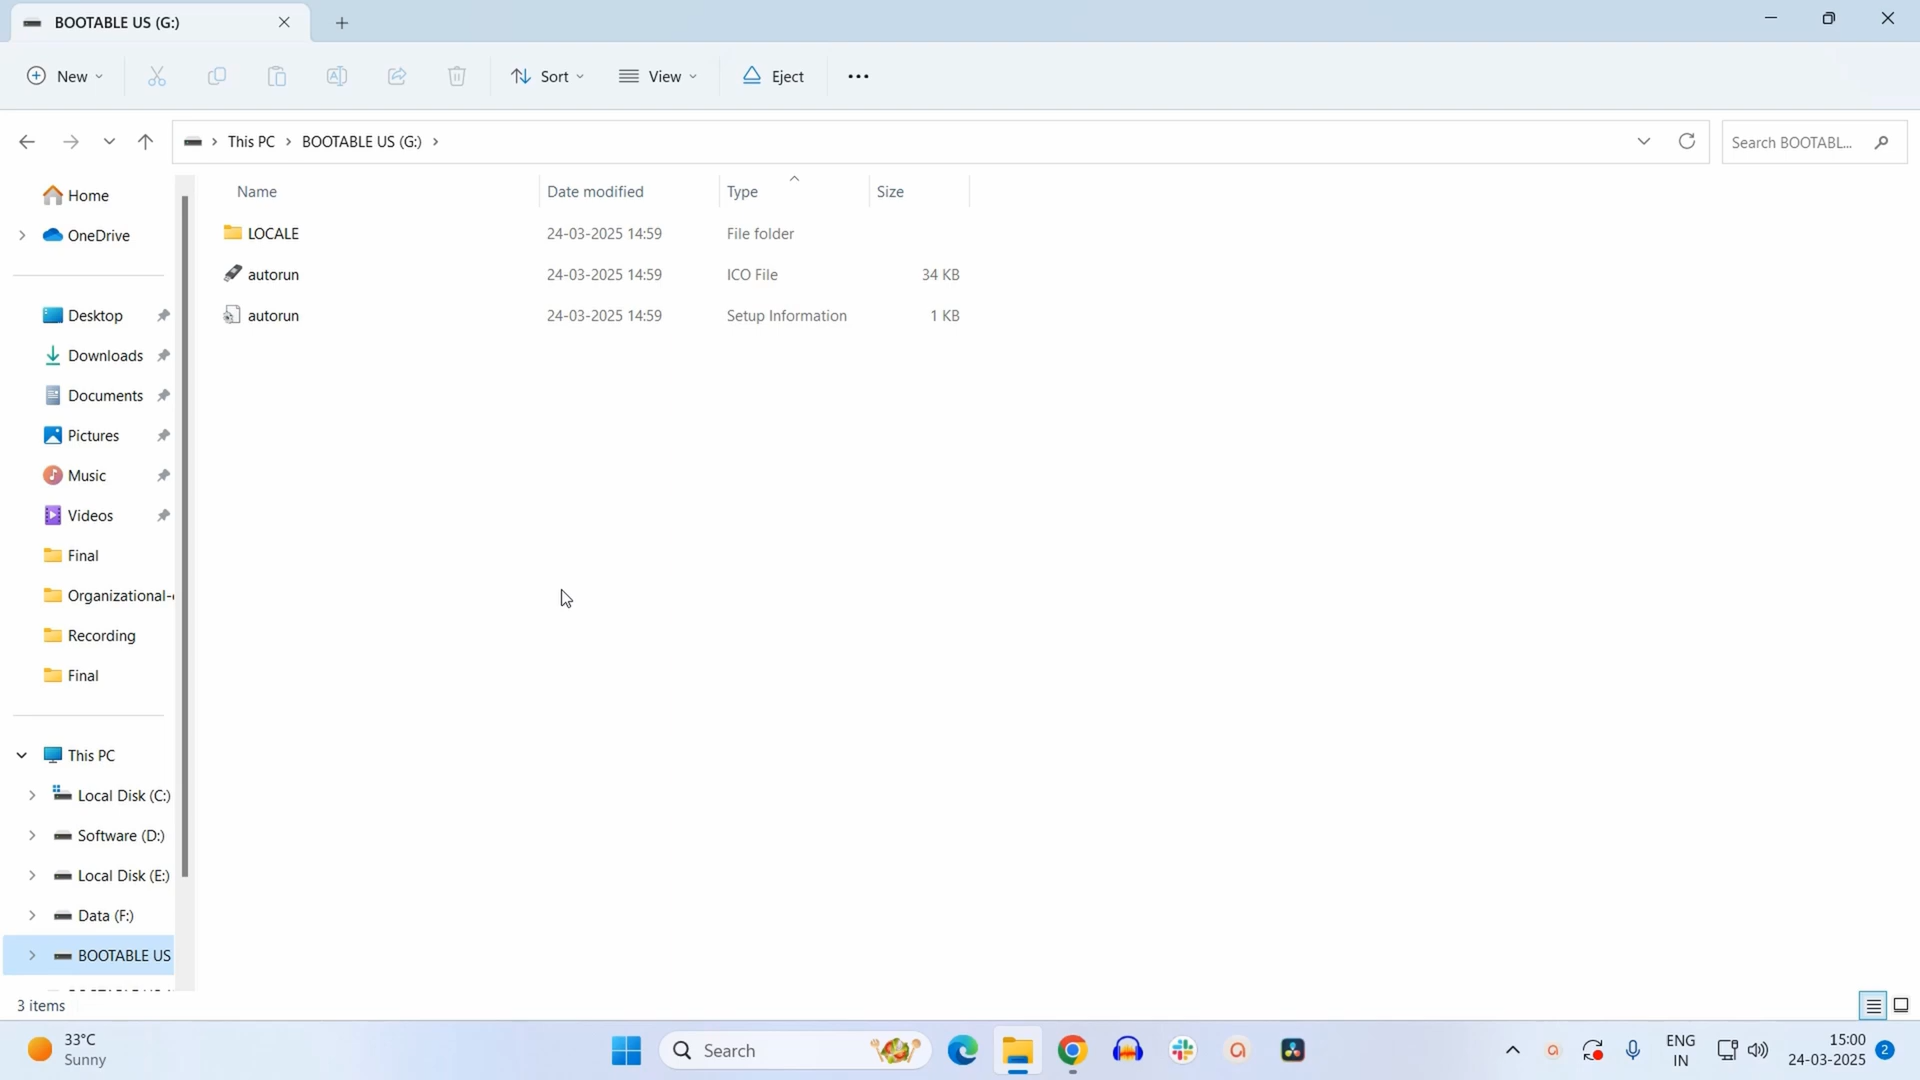 BOOTABLE US (G:)
New
Sort
View
Eject
This PC
BOOTABLE US (G:)
Search BOOTABL...
Name
Date modified
Type
Size
LOCALE
24-03-2025 14:59
File folder
autorun
24-03-2025 14:59
ICO File
34 KB
autorun
24-03-2025 14:59
Setup Information
1 KB
Home
OneDrive
Desktop
Downloads
Documents
Pictures
Music
Videos
Final
Organizational-
Recording
Final
This PC
Local Disk (C:)
Software (D:)
Local Disk (E:)
Data (F:)
BOOTABLE US
3 items
33°C
Sunny
Search
ENG
IN
15:00
24-03-2025
2